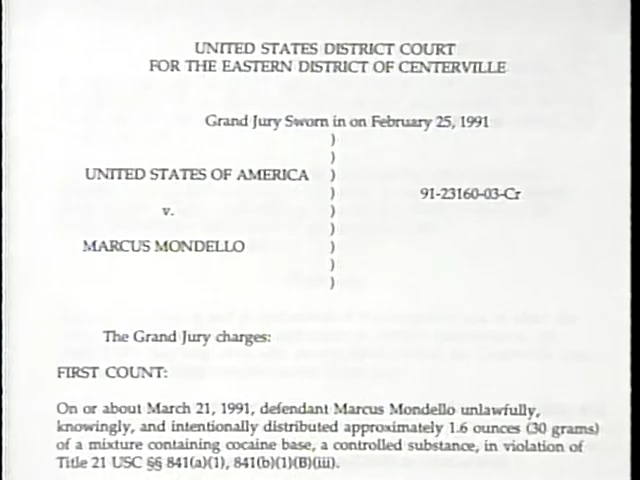 UNITED STATES DISTRICT COURT
FOR THE EASTERN DISTRICT OF CENTERVILLE
Grand Jury Sworn in on February 25, 1991
)
)
UNITED STATES OF AMERICA )
) 91-23160-03-Cr
v. )
)
MARCUS MONDELLO )
)
)
The Grand Jury charges:
FIRST COUNT:
On or about March 21, 1991, defendant Marcus Mondello unlawfully,
knowingly, and intentionally distributed approximately 1.6 ounces (30 grams)
of a mixture containing cocaine base, a controlled substance, in violation of
Title 21 USC §§ 841(a)(1), 841(b)(1)(B)(iii).